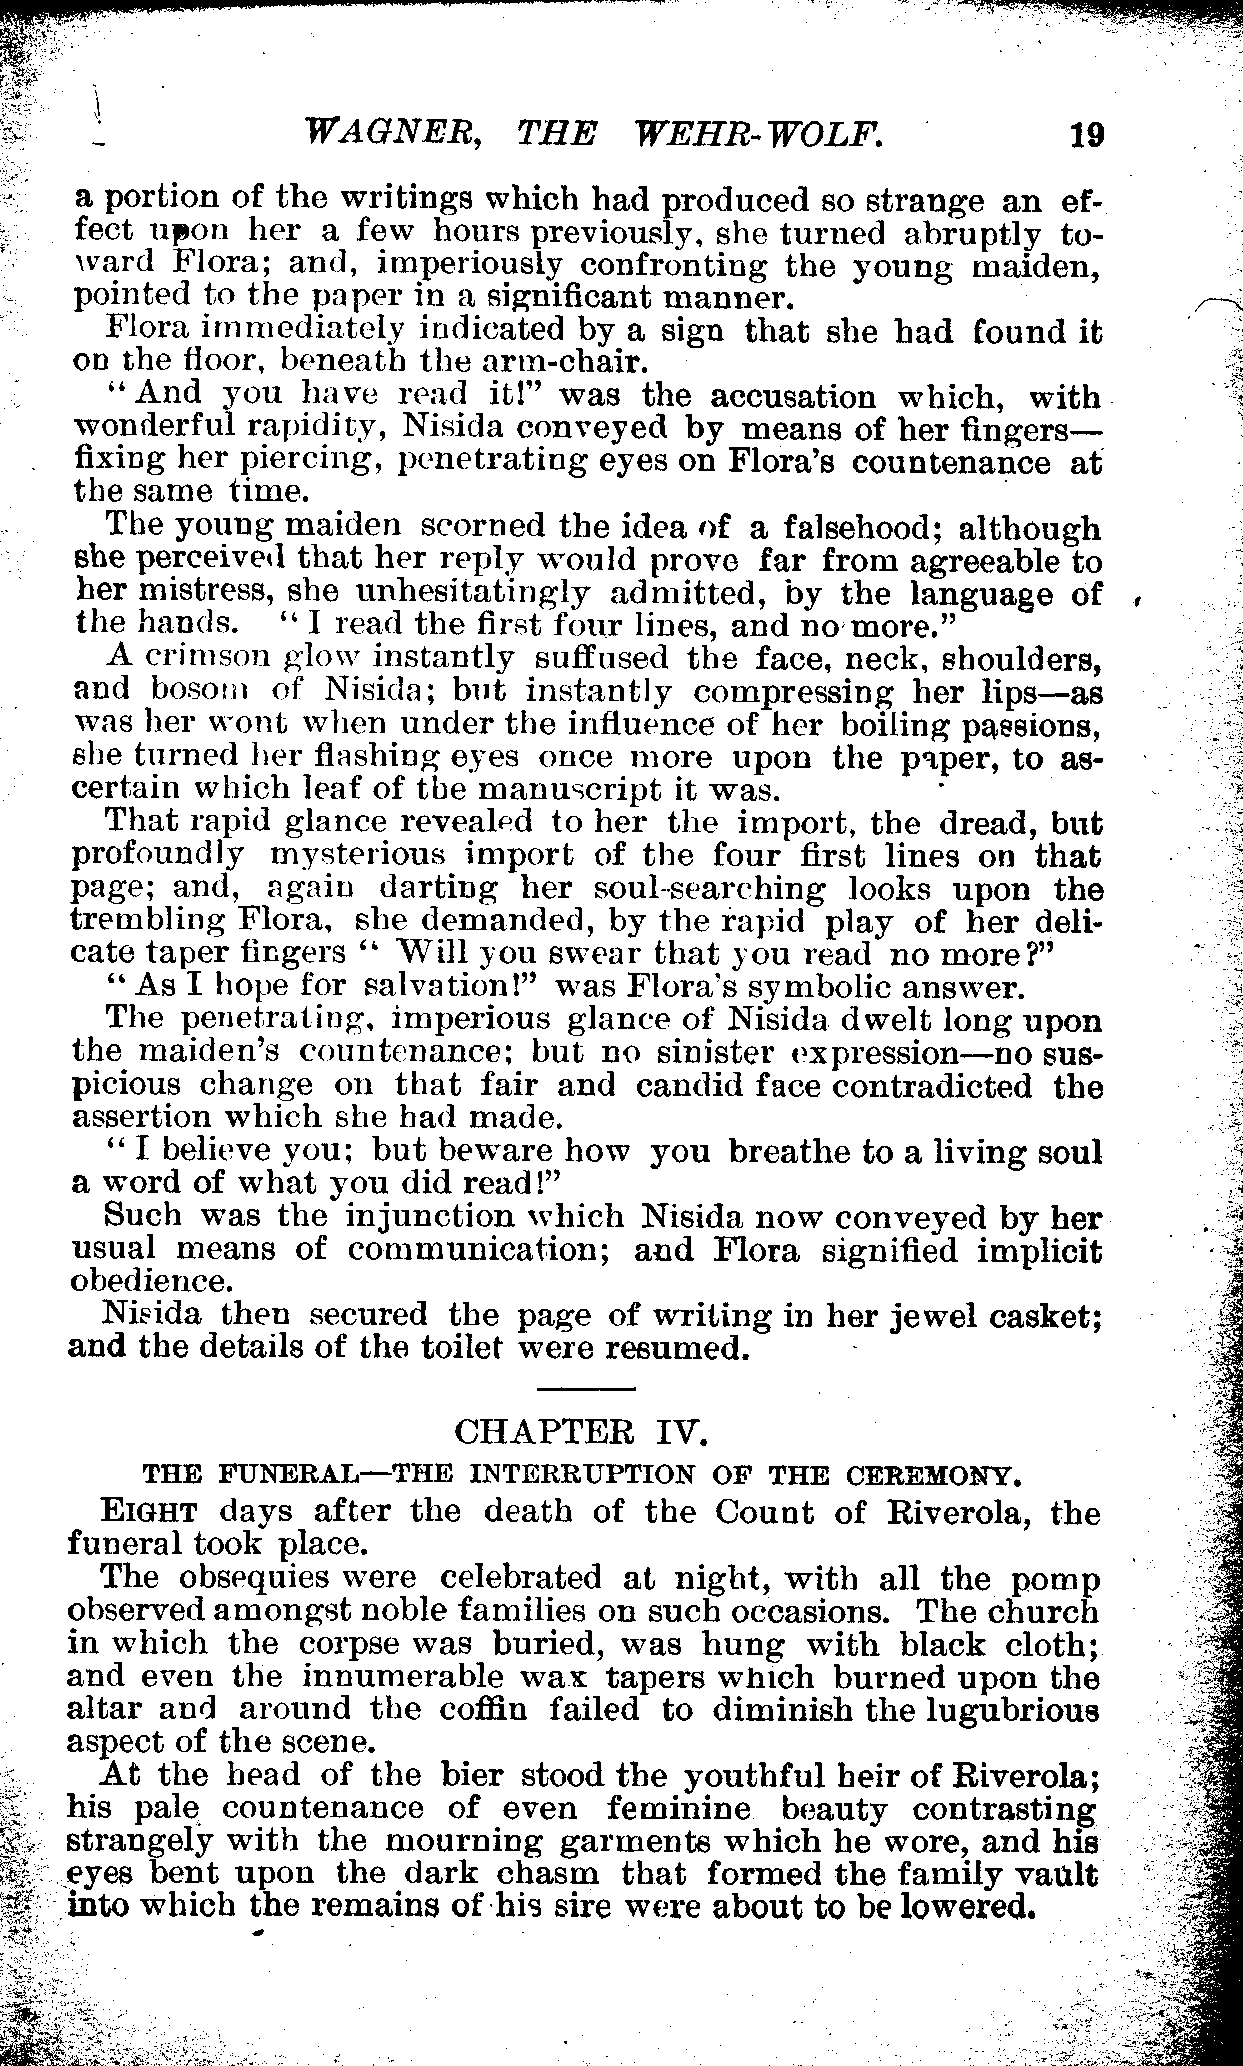 WAGNER, THE WEHR-WOLF. 19
a portion of the writings which had produced so strange an ef-
fect upon her a few hours previously, she turned abruptly to-
ward Flora; and, imperiously confronting the young maiden,
pointed to the paper in a significant manner.
Flora immediately indicated by a sign that she had found it
on the floor, beneath the arm-chair.
“And you have read it!” was the accusation which, with
wonderful rapidity, Nisida conveyed by means of her fingers—
fixing her piercing, penetrating eyes on Flora's countenance at
the same time.
The young maiden scorned the idea of a falsehood; although
she perceived that her reply would prove far from agreeable to
her mistress, she unhesitatingly admitted, by the language of
the hands. “I read the first four lines, and no more.”
A crimson glow instantly suffused the face, neck, shoulders,
and bosom of Nisida; but instantly compressing her lips—as
was her wont when under the influence of her boiling passions,
she turned her flashing eyes once more upon the paper, to as-
certain which leaf of the manuscript it was.
That rapid glance revealed to her the import, the dread, but
profoundly mysterious import of the four first lines on that
page; and, again darting her soul-searching looks upon the
trembling Flora, she demanded, by the rapid play of her deli-
cate taper fingers “Will you swear that you read no more?”
“As I hope for salvation!” was Flora's symbolic answer.
The penetrating, imperious glance of Nisida dwelt long upon
the maiden's countenance; but no sinister expression—no sus-
picious change on that fair and candid face contradicted the
assertion which she had made.
“I believe you; but beware how you breathe to a living soul
a word of what you did read!”
Such was the injunction which Nisida now conveyed by her
usual means of communication; and Flora signified implicit
obedience.
Nisida then secured the page of writing in her jewel casket;
and the details of the toilet were resumed.
CHAPTER IV.
THE FUNERAL—THE INTERRUPTION OF THE CEREMONY.
EIGHT days after the death of the Count of Riverola, the
funeral took place.
The obsequies were celebrated at night, with all the pomp
observed amongst noble families on such occasions. The church
in which the corpse was buried, was hung with black cloth;
and even the innumerable wax tapers which burned upon the
altar and around the coffin failed to diminish the lugubrious
aspect of the scene.
At the head of the bier stood the youthful heir of Riverola;
his pale countenance of even feminine beauty contrasting
strangely with the mourning garments which he wore, and his
eyes bent upon the dark chasm that formed the family vault
into which the remains of his sire were about to be lowered.